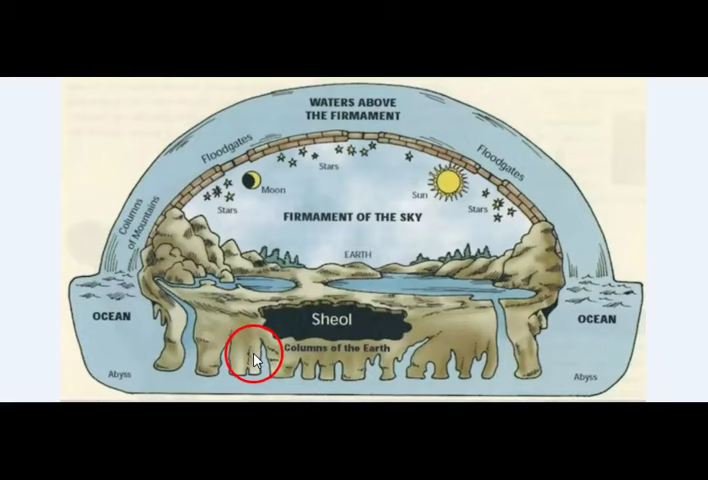 WATERS ABOVE
THE FIRMAMENT
Floodgates
Floodgates
Stars
Moon
Sun
Stars
Stars
Columns
of Mountains
FIRMAMENT OF THE SKY
EARTH
OCEAN
Sheol
OCEAN
Columns of the Earth
Abyss
Abyss